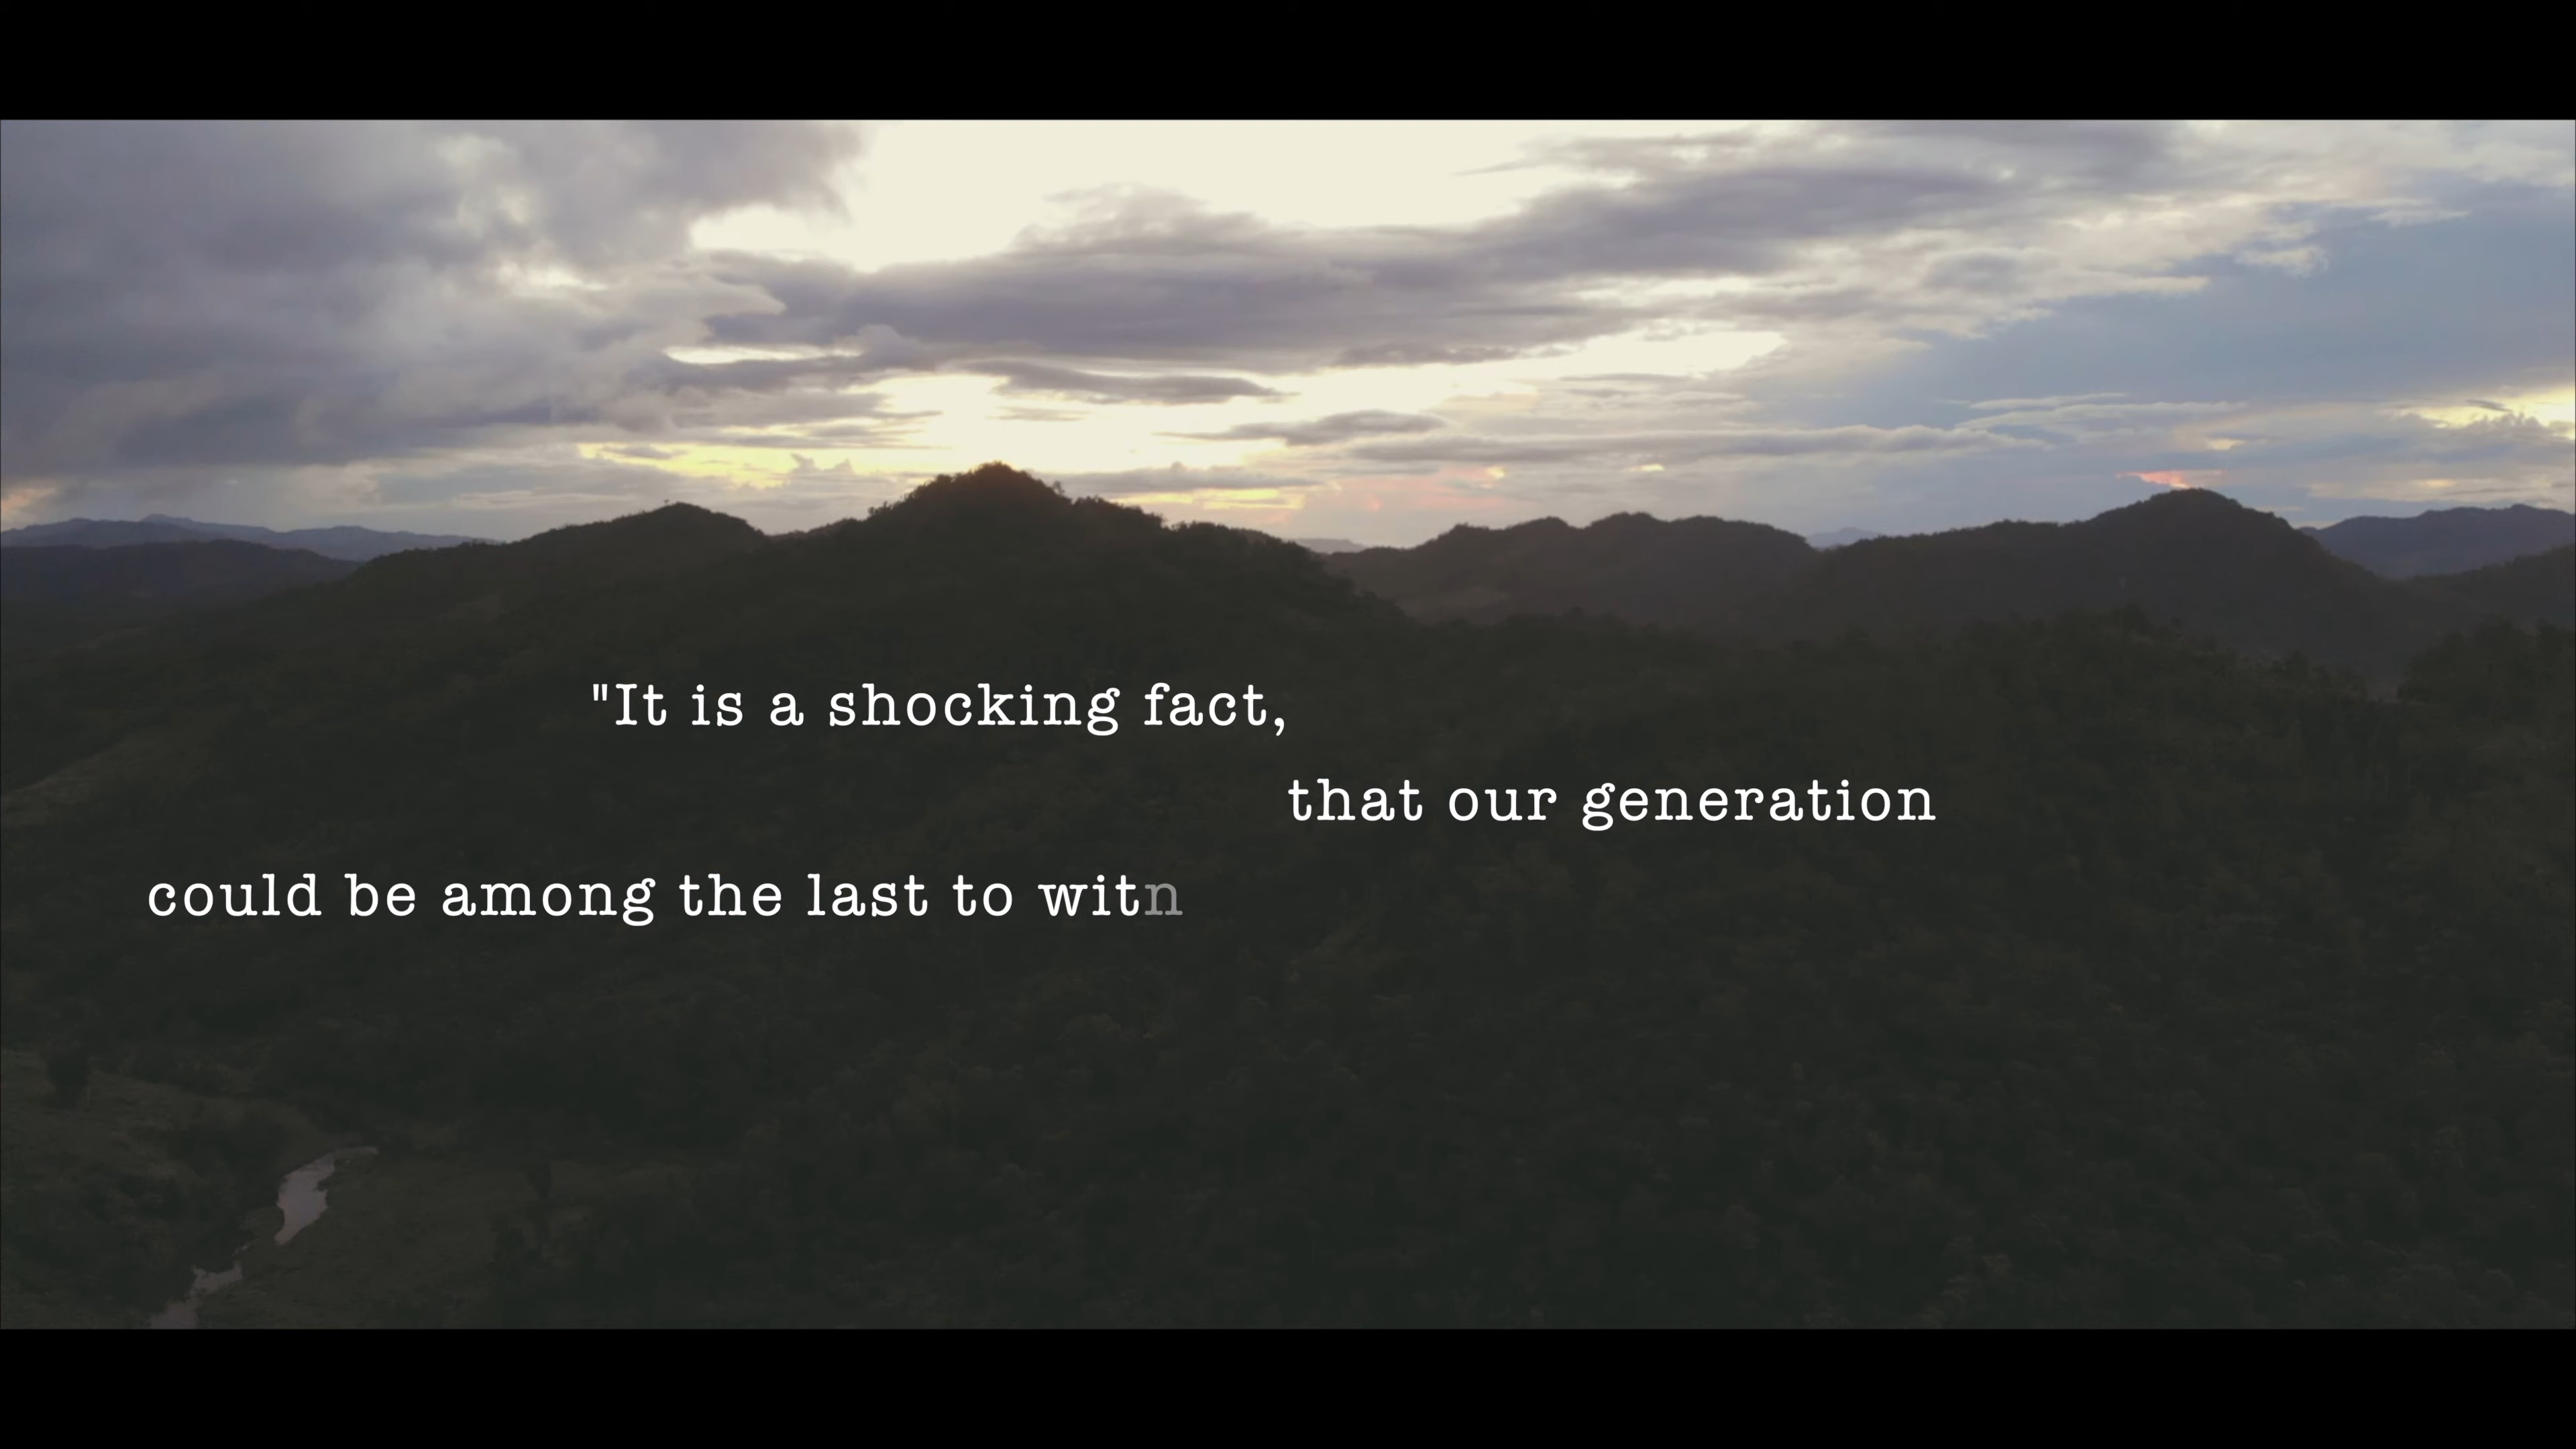 "It is a shocking fact,
that our generation
could be among the last to witn